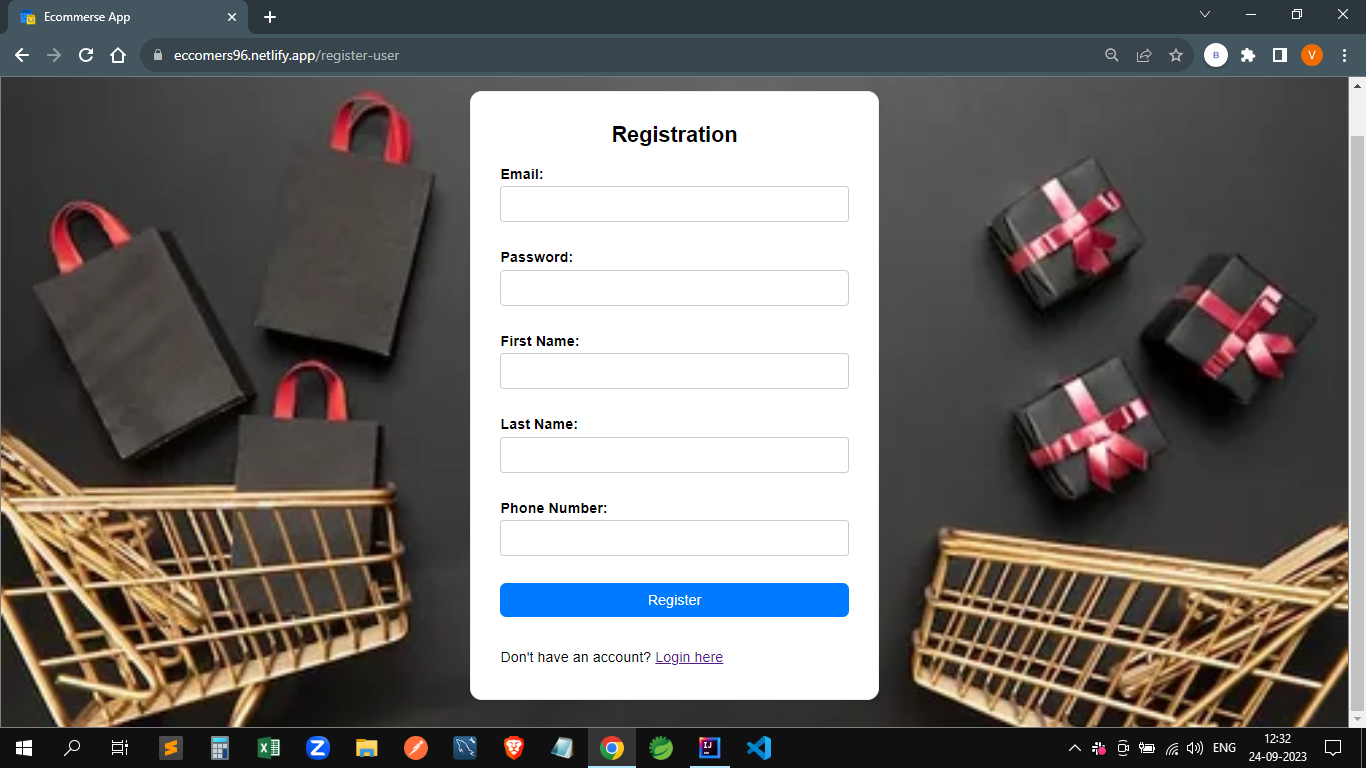 Ecommerse App
eccomers96.netlify.app/register-user
B
V
Registration
Email:
Password:
First Name:
Last Name:
Phone Number:
Register
Don't have an account? Login here
ENG
12:32
24-09-2023